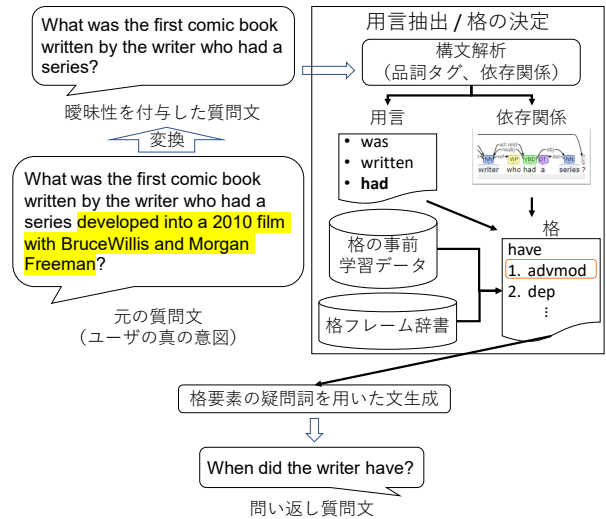 What was the first comic book
written by the writer who had a
series?
曖昧性を付与した質問文
変換
What was the first comic book
written by the writer who had a
series developed into a 2010 film
with BruceWillis and Morgan
Freeman?
元の質問文
(ユーザの真の意図)
用言抽出 / 格の決定
構文解析
(品詞タグ、依存関係)
用言
• was
• written
• had
依存関係
NN WP VBD DT NN
writer who had a series ?
格の事前
学習データ
格フレーム辞書
格
have
1. advmod
2. dep
⋮
格要素の疑問詞を用いた文生成
When did the writer have?
問い返し質問文